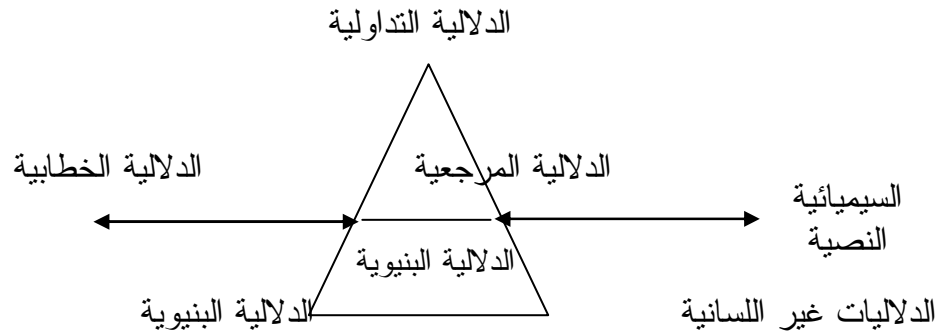 الدلالية التداولية
الدلالية المرجعية
الدلالية الخطابية
السيميائية
النصية
الدلالية البنيوية
الدلاليات غير اللسانية
الدلالية البنيوية